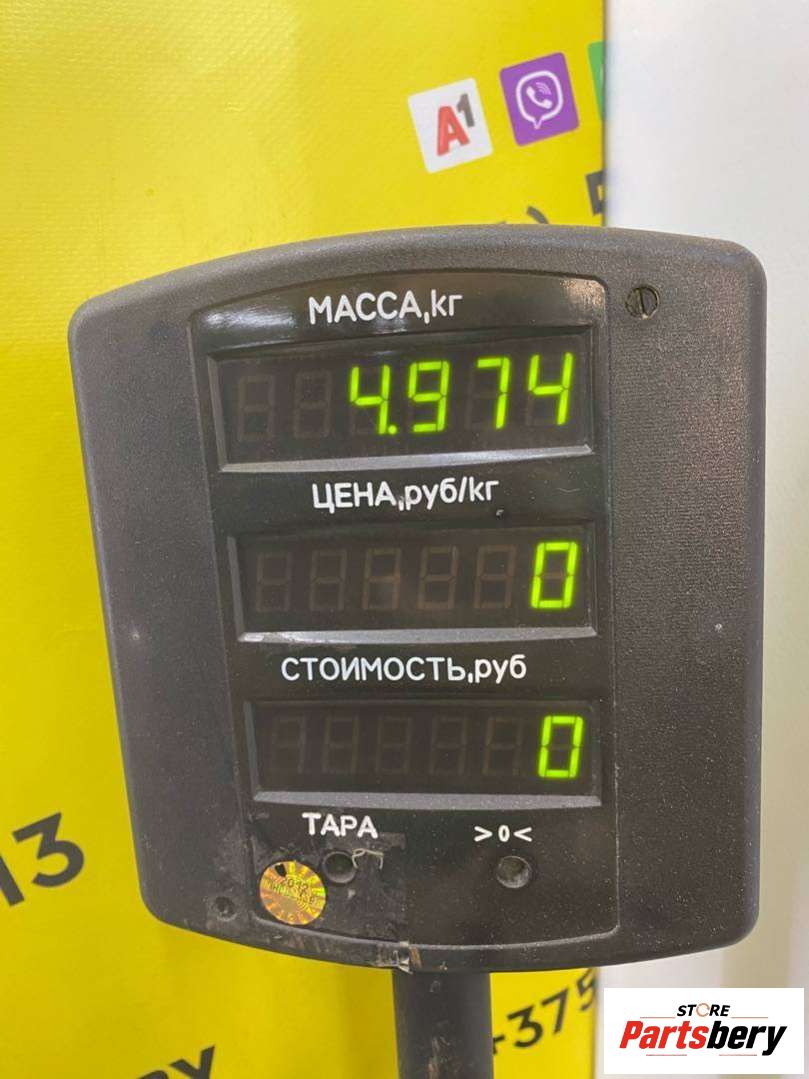 A1
МАССА,кг
4.974
ЦЕНА,руб/кг
0
СТОИМОСТЬ,руб
0
ТАРА
>0<
13
+375
STORE
Partsbery